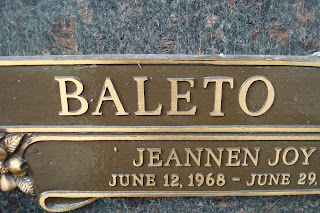 BALETO
JEANNEN JOY
JUNE 12, 1968 - JUNE 29,